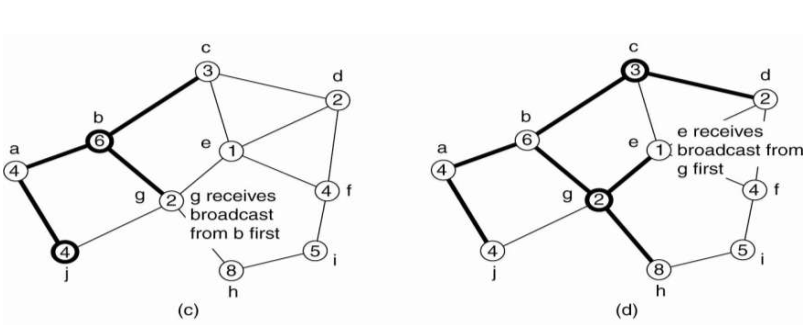 c
3
d
2
b
6
a
4
e
1
g
2
g receives
broadcast
from b first
4
f
4
j
5
i
8
h
(c)
c
3
d
2
b
6
a
4
e
1
e receives
broadcast from
g first
g
2
4
f
4
j
5
i
8
h
(d)